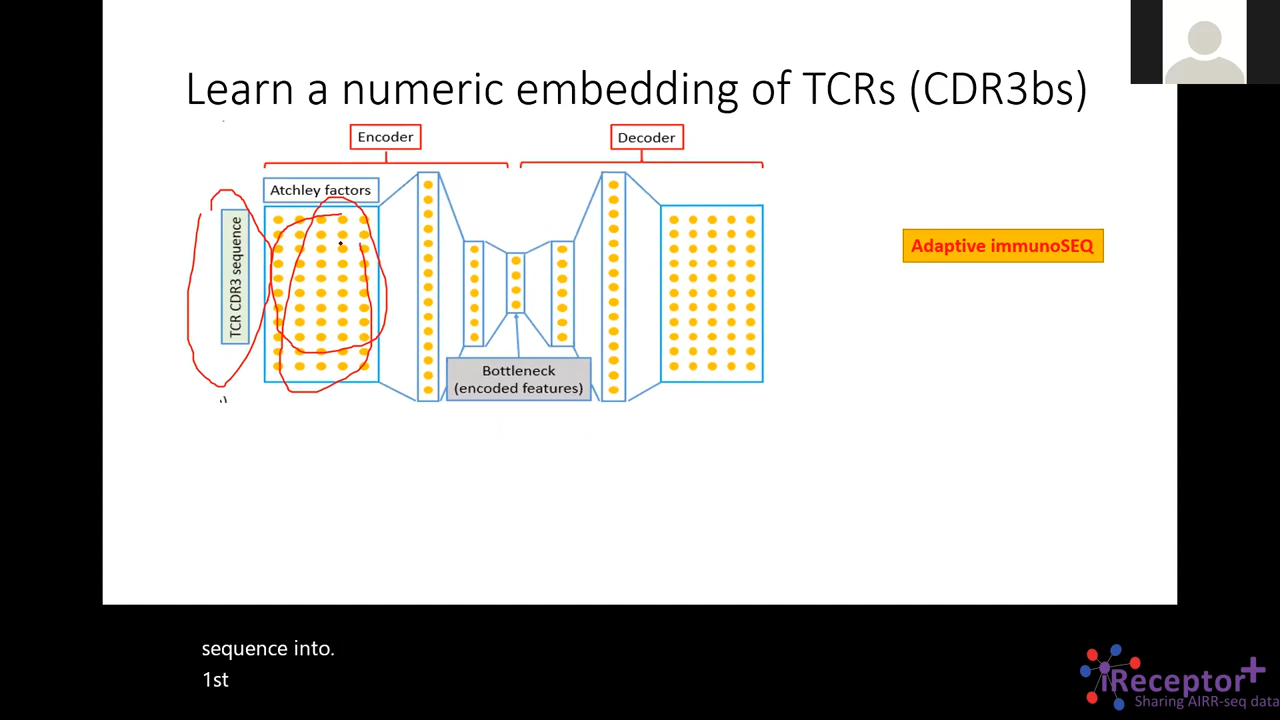 Learn a numeric embedding of TCRs (CDR3bs)
Encoder
Decoder
Atchley factors
TCR CDR3 sequence
Adaptive immunoSEQ
Bottleneck
(encoded features)
sequence into.
1st
iReceptor+
Sharing AIRR-seq data